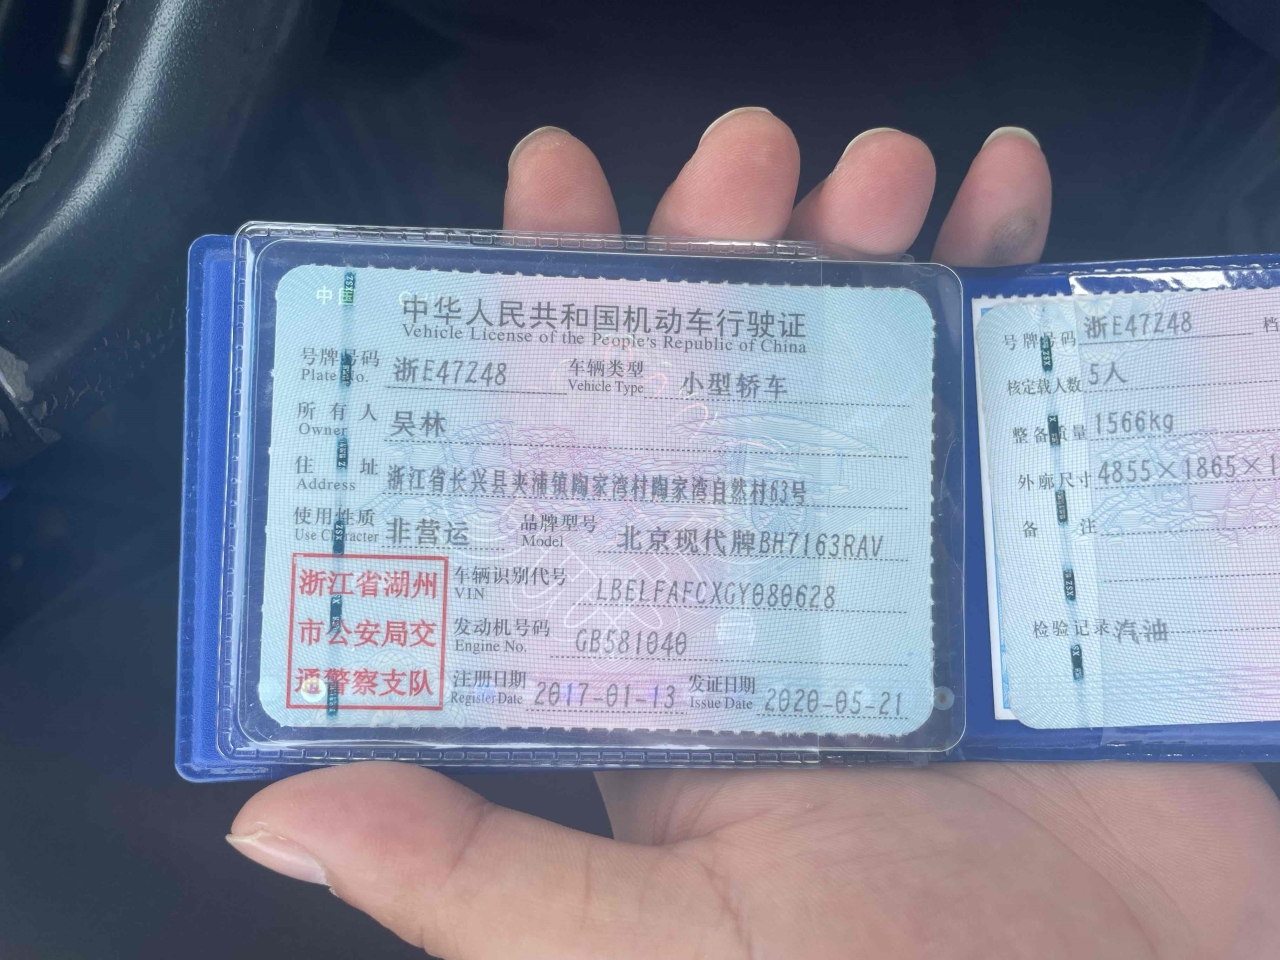 中国
中华人民共和国机动车行驶证
Vehicle License of the People's Republic of China
号牌号码 浙E47Z48 车辆类型 小型轿车
Plate No. Vehicle Type
所有人 吴林
Owner
住址 浙江省长兴县夹浦镇陶家湾村陶家湾自然村63号
Address
使用性质 非营运 品牌型号 北京现代牌BH7163RAV
Use Character Model
浙江省湖州
市公安局交
通警察支队
车辆识别代号 LBELFAFCXGY080628
VIN
发动机号码 GB581040
Engine No.
注册日期 2017-01-13 发证日期 2020-05-21
Register Date Issue Date
号牌号码 浙E47Z48 档
核定载人数 5人
整备质量 1566kg
外廓尺寸 4855×1865×1
备注
检验记录 汽油